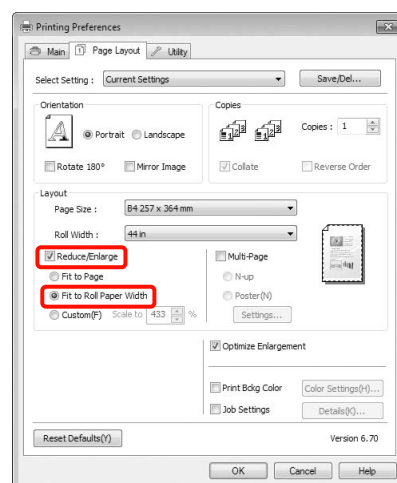 Printing Preferences
Main Page Layout Utility
Select Setting : Current Settings Save/Del...
Orientation Copies
Portrait Landscape Copies : 1
Rotate 180° Mirror Image Collate Reverse Order
Layout
Page Size : B4 257 x 364 mm
Roll Width : 44 in
Reduce/Enlarge Multi-Page
Fit to Page N-up
Fit to Roll Paper Width Poster(N)
Custom(F) Scale to 433 % Settings...
Optimize Enlargement
Print Bckg Color Color Settings(H)...
Job Settings Details(K)...
Reset Defaults(Y) Version 6.70
OK Cancel Help